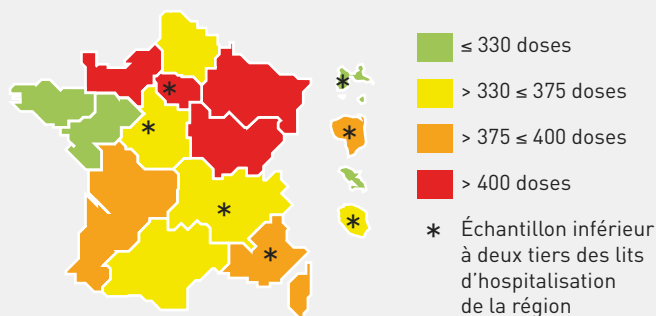 ≤ 330 doses
> 330 ≤ 375 doses
> 375 ≤ 400 doses
> 400 doses
* Échantillon inférieur
à deux tiers des lits
d’hospitalisation
de la région